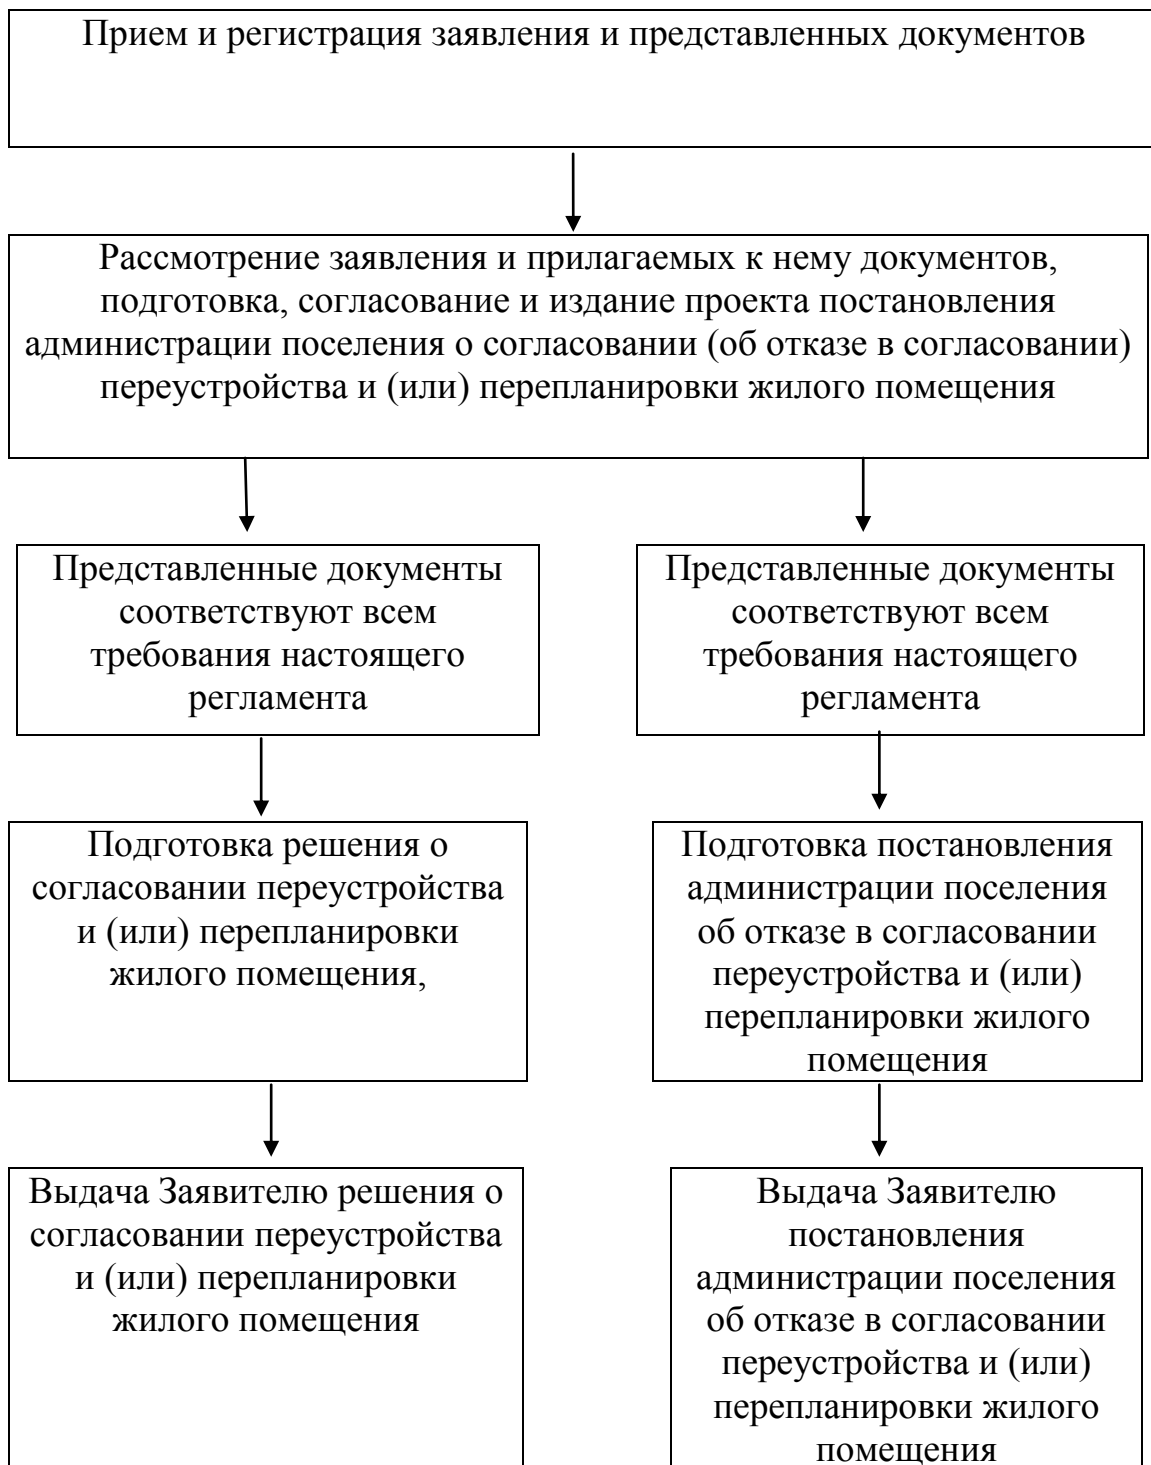 Прием и регистрация заявления и представленных документов
Рассмотрение заявления и прилагаемых к нему документов,
подготовка, согласование и издание проекта постановления
администрации поселения о согласовании (об отказе в согласовании)
переустройства и (или) перепланировки жилого помещения
Представленные документы
соответствуют всем
требования настоящего
регламента
Представленные документы
соответствуют всем
требования настоящего
регламента
Подготовка решения о
согласовании переустройства
и (или) перепланировки
жилого помещения,
Подготовка постановления
администрации поселения
об отказе в согласовании
переустройства и (или)
перепланировки жилого
помещения
Выдача Заявителю решения о
согласовании переустройства
и (или) перепланировки
жилого помещения
Выдача Заявителю
постановления
администрации поселения
об отказе в согласовании
переустройства и (или)
перепланировки жилого
помещения